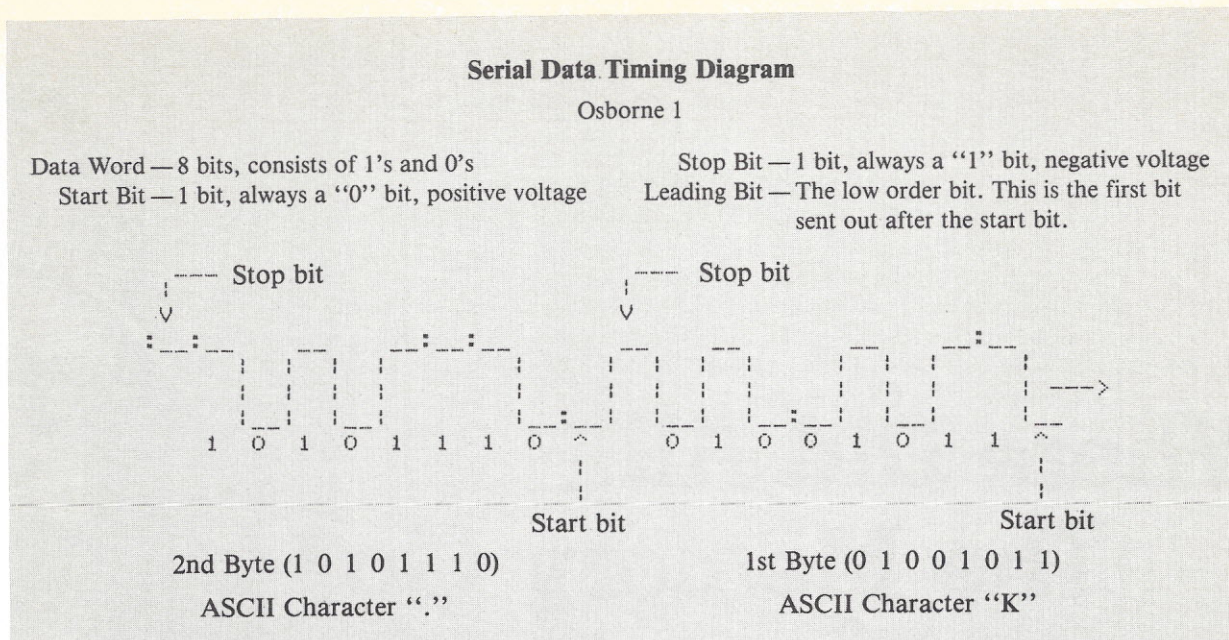 Serial Data Timing Diagram
Osborne 1
Data Word — 8 bits, consists of 1's and 0's
Start Bit — 1 bit, always a “0” bit, positive voltage
Stop Bit — 1 bit, always a “1” bit, negative voltage
Leading Bit — The low order bit. This is the first bit
sent out after the start bit.
Stop bit
Stop bit
1 0 1 0 1 1 1 0
0 1 0 0 1 0 1 1
Start bit
Start bit
2nd Byte (1 0 1 0 1 1 1 0)
ASCII Character “.”
1st Byte (0 1 0 0 1 0 1 1)
ASCII Character “K”